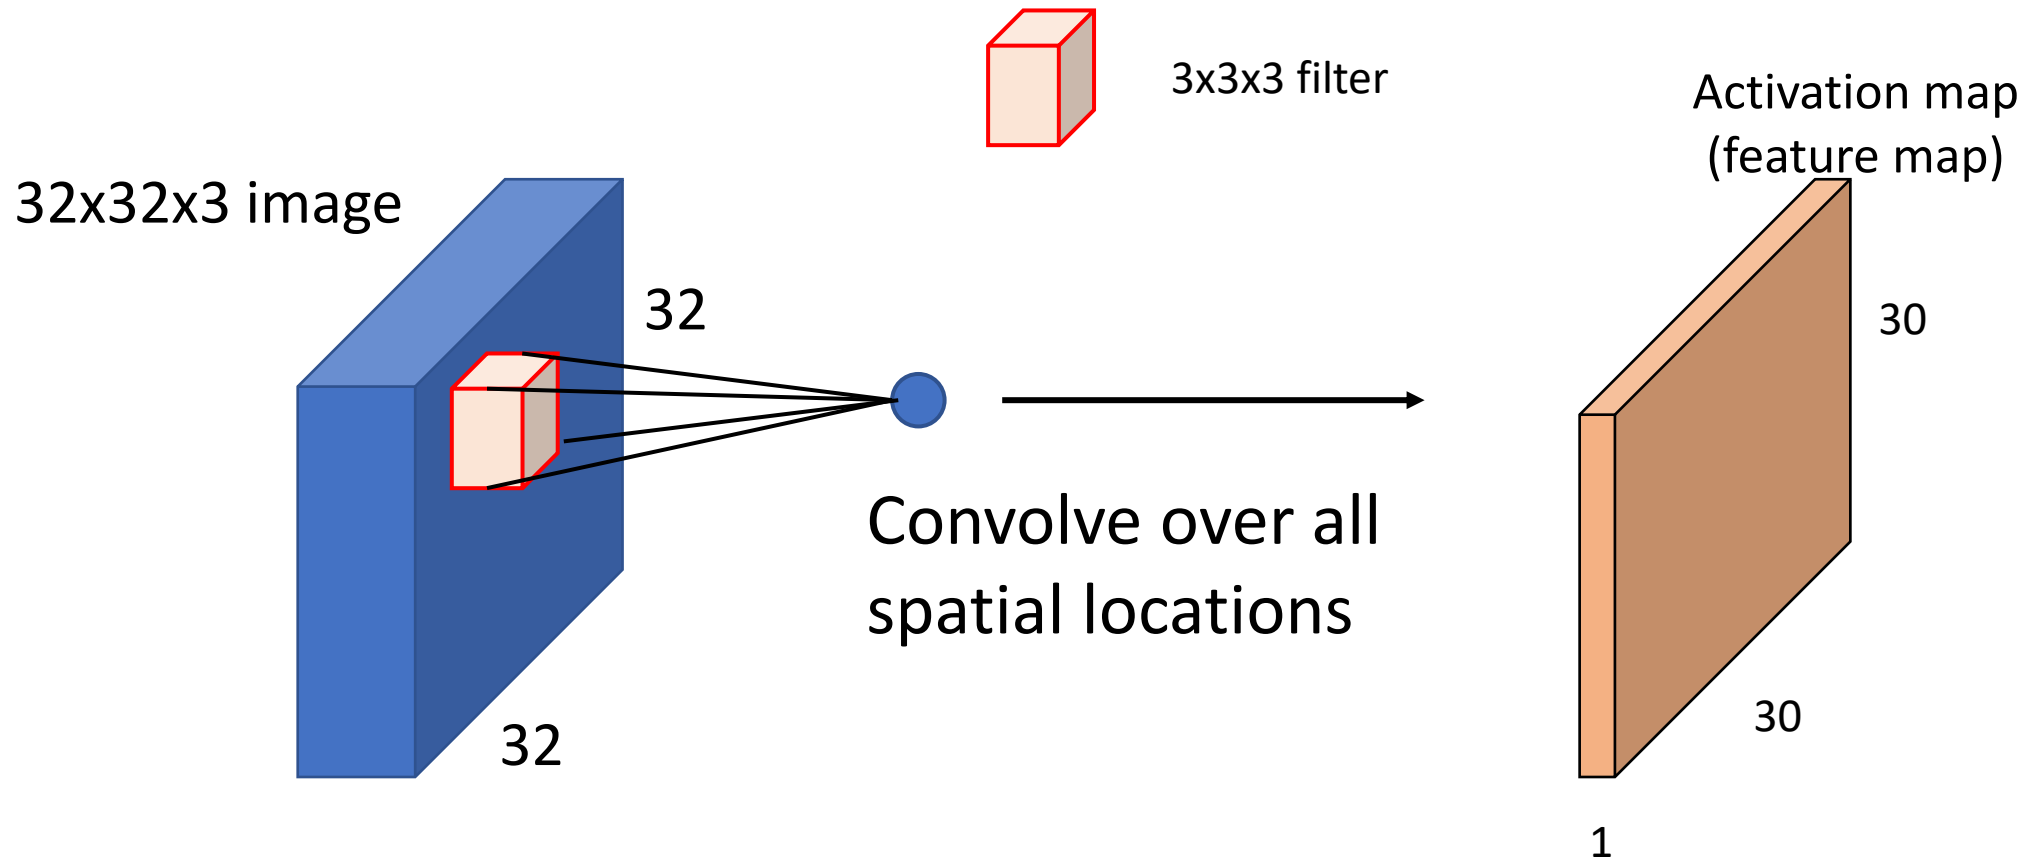 3x3x3 filter
Activation map
(feature map)
32x32x3 image
32
30
Convolve over all
spatial locations
32
30
1